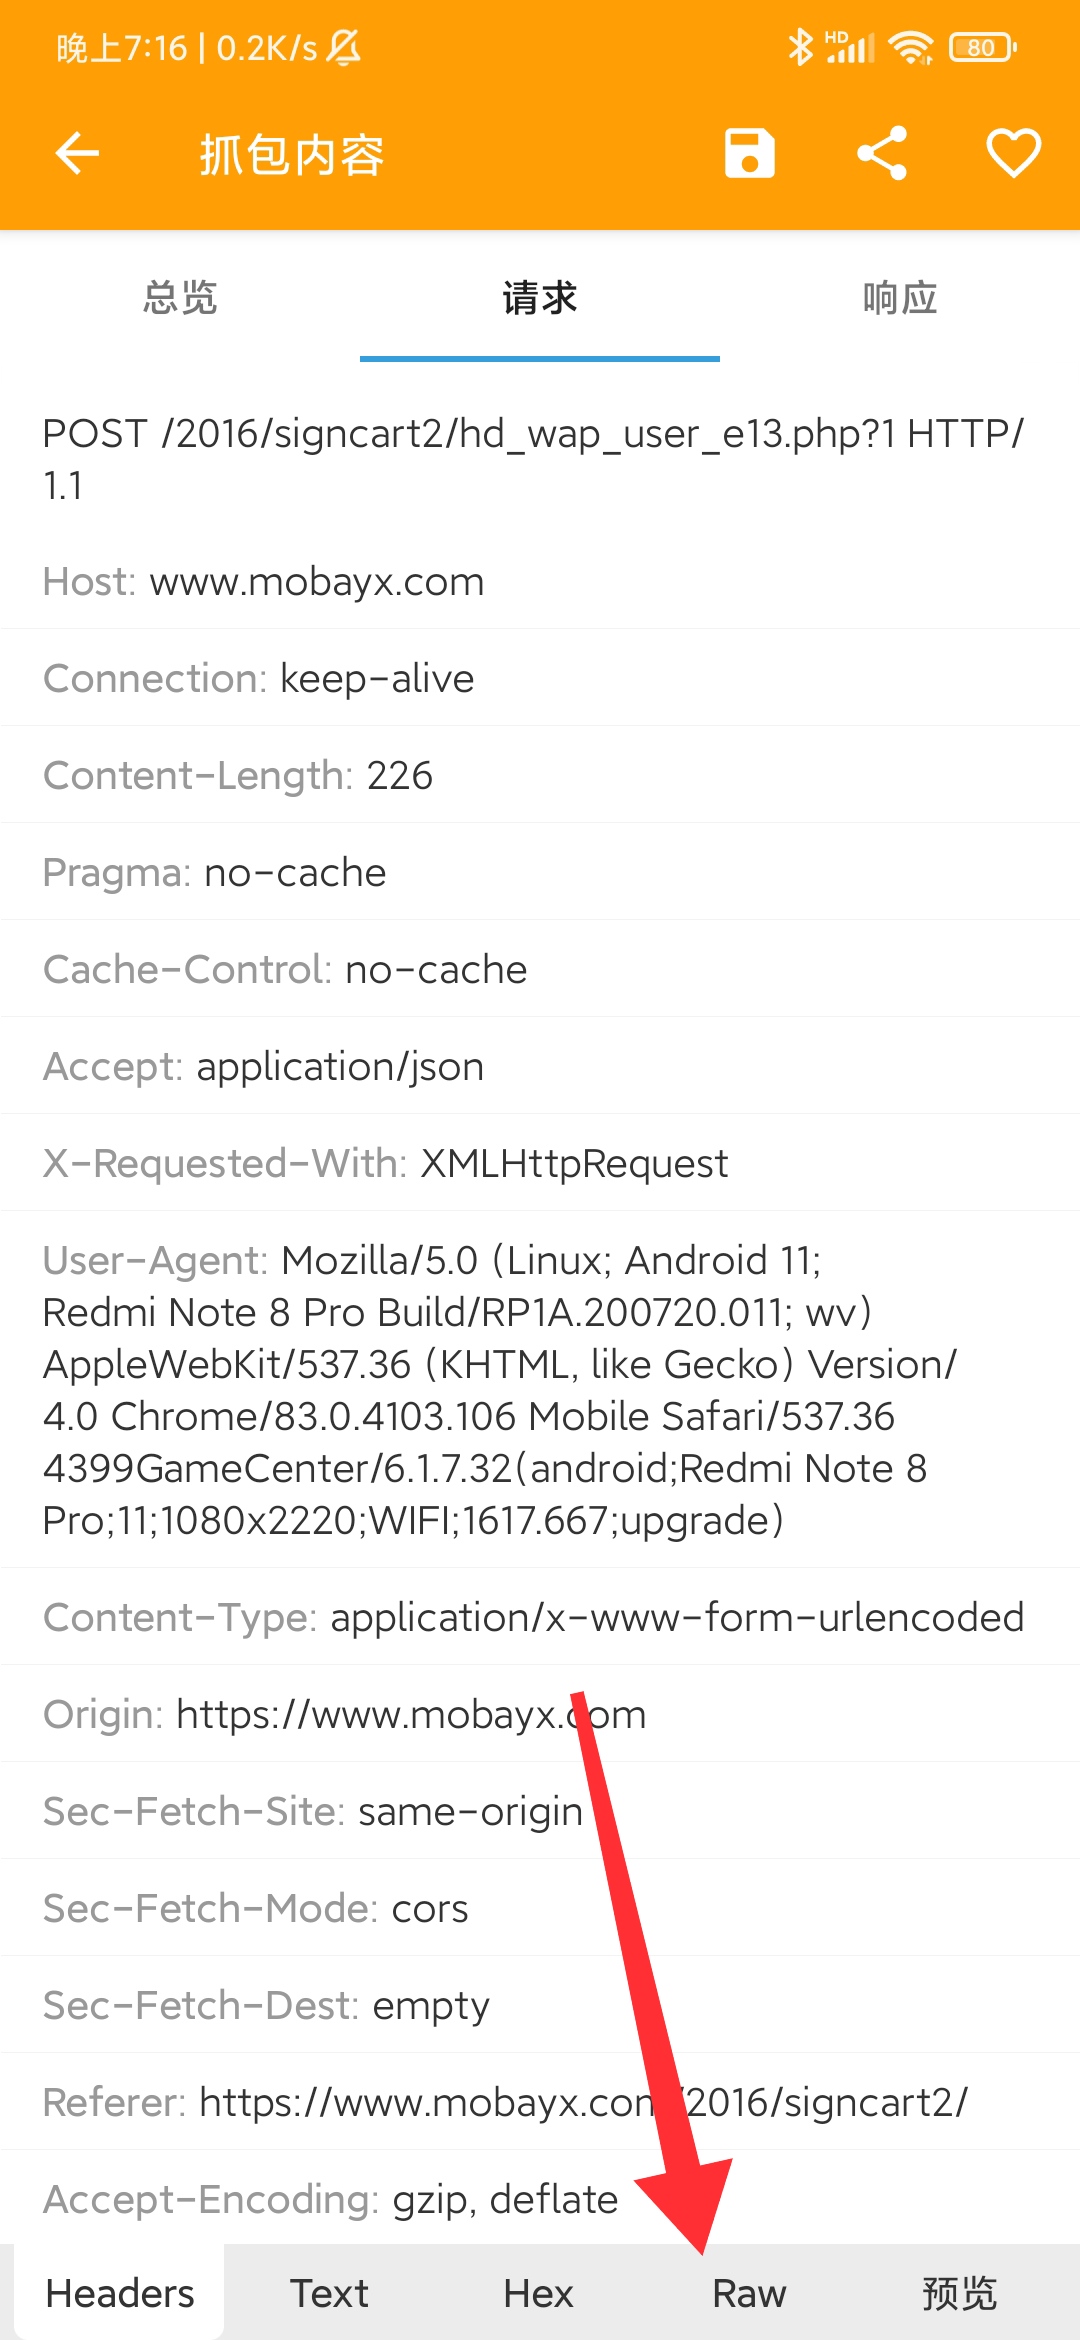 晚上7:16 | 0.2K/s HD 80
抓包内容
总览 请求 响应
POST /2016/signcart2/hd_wap_user_e13.php?1 HTTP/
1.1
Host: www.mobayx.com
Connection: keep-alive
Content-Length: 226
Pragma: no-cache
Cache-Control: no-cache
Accept: application/json
X-Requested-With: XMLHttpRequest
User-Agent: Mozilla/5.0 (Linux; Android 11;
Redmi Note 8 Pro Build/RP1A.200720.011; wv)
AppleWebKit/537.36 (KHTML, like Gecko) Version/
4.0 Chrome/83.0.4103.106 Mobile Safari/537.36
4399GameCenter/6.1.7.32(android;Redmi Note 8
Pro;11;1080x2220;WIFI;1617.667;upgrade)
Content-Type: application/x-www-form-urlencoded
Origin: https://www.mobayx.com
Sec-Fetch-Site: same-origin
Sec-Fetch-Mode: cors
Sec-Fetch-Dest: empty
Referer: https://www.mobayx.com/2016/signcart2/
Accept-Encoding: gzip, deflate
Headers Text Hex Raw 预览